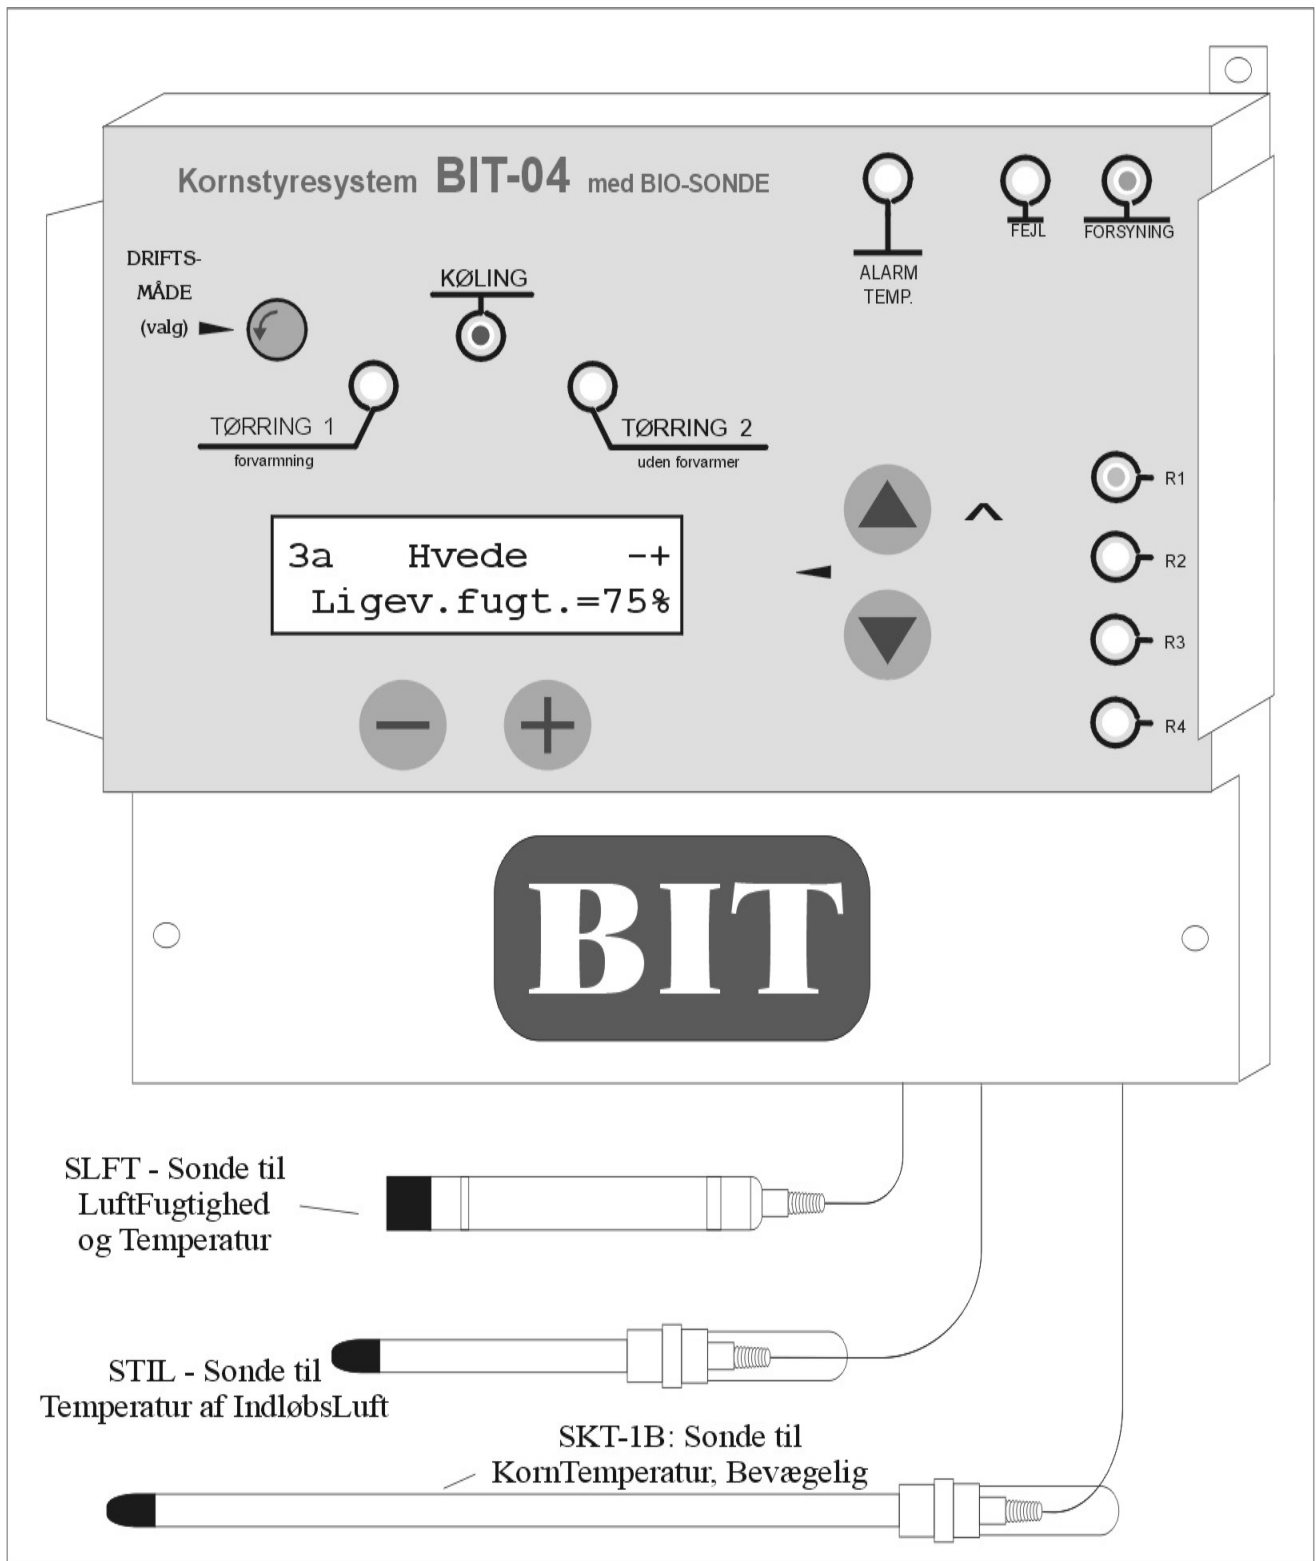 Kornstyresystem BIT-04 med BIO-SONDE
FEJL
FORSYNING
ALARM
TEMP.
DRIFTS-
MÅDE
(valg)
KØLING
TØRRING 1
forvarmning
TØRRING 2
uden forvarmer
3a Hvede -+
Ligev.fugt.=75%
R1
R2
R3
R4
BIT
SLFT - Sonde til
LuftFugtighed
og Temperatur
STIL - Sonde til
Temperatur af IndløbsLuft
SKT-1B: Sonde til
KornTemperatur, Bevægelig